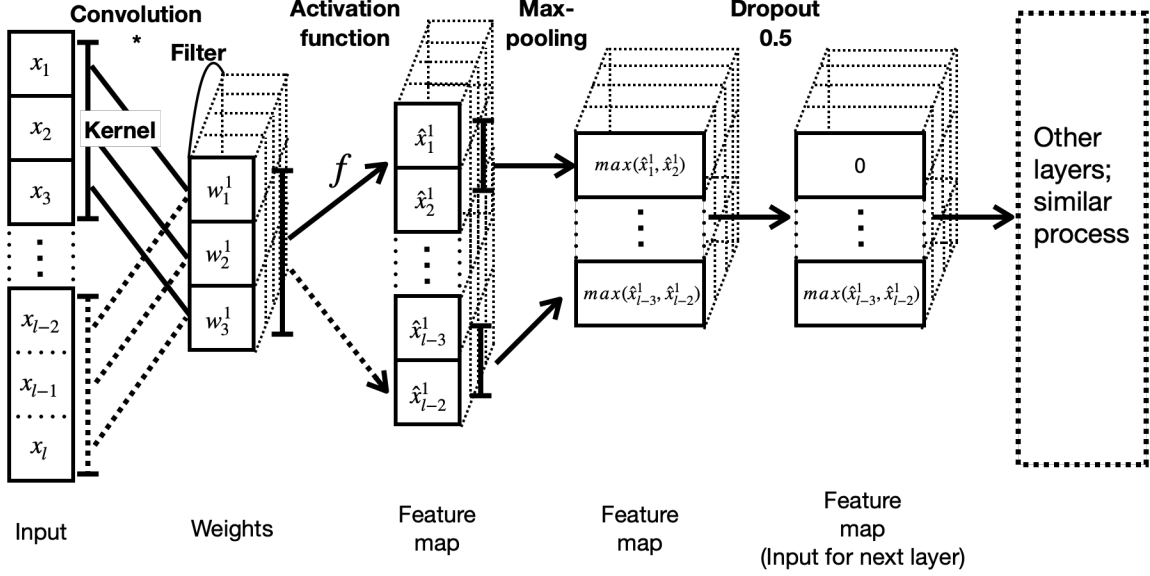 Convolution
*
Activation
function
Max-
pooling
Dropout
0.5
Filter
Kernel
x₁
x₂
x₃
⋮
xₗ₋₂
xₗ₋₁
xₗ
w₁¹
w₂¹
w₃¹
f
x̂₁¹
x̂₂¹
⋮
x̂ₗ₋₃¹
x̂ₗ₋₂¹
max(x̂₁¹, x̂₂¹)
⋮
max(x̂ₗ₋₃¹, x̂ₗ₋₂¹)
0
⋮
max(x̂ₗ₋₃¹, x̂ₗ₋₂¹)
Other
layers;
similar
process
Input
Weights
Feature
map
Feature
map
Feature
map
(Input for next layer)